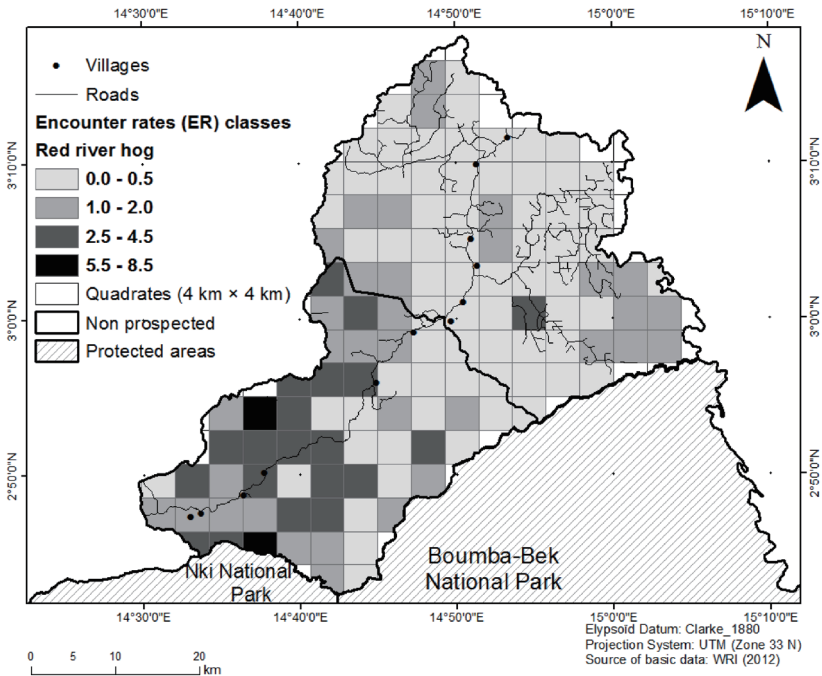 14°30'0"E 14°40'0"E 14°50'0"E 15°0'0"E 15°10'0"E
N
Villages
Roads
Encounter rates (ER) classes
Red river hog
0.0 - 0.5
1.0 - 2.0
2.5 - 4.5
5.5 - 8.5
Quadrates (4 km × 4 km)
Non prospected
Protected areas
3°10'0"N 3°10'0"N
3°0'0"N 3°0'0"N
2°50'0"N 2°50'0"N
Boumba-Bek
National Park
Nki National
Park
14°30'0"E 14°40'0"E 14°50'0"E 15°0'0"E 15°10'0"E
Elypsoïd Datum: Clarke_1880
Projection System: UTM (Zone 33 N)
Source of basic data: WRI (2012)
0 5 10 20
km